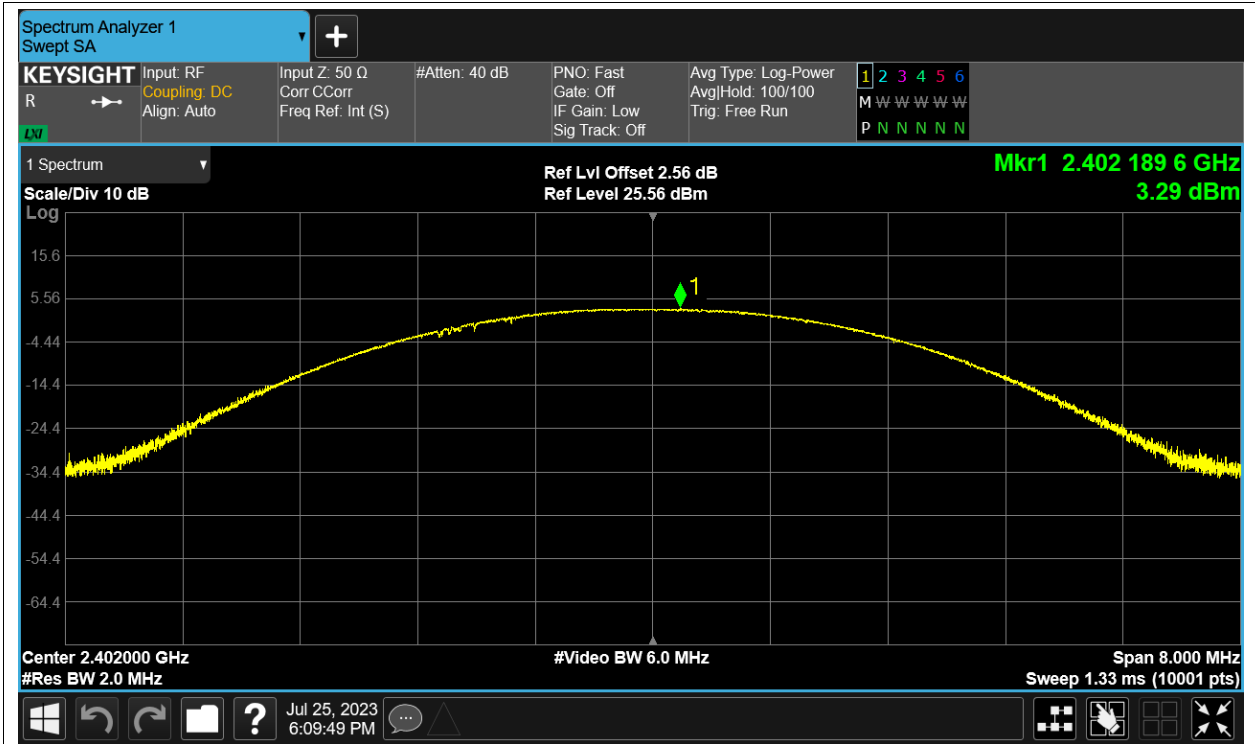 Spectrum Analyzer 1
Swept SA
KEYSIGHT
R
LXI
Input: RF
Coupling: DC
Align: Auto
Input Z: 50 Ω
Corr CCorr
Freq Ref: Int (S)
#Atten: 40 dB
PNO: Fast
Gate: Off
IF Gain: Low
Sig Track: Off
Avg Type: Log-Power
Avg|Hold: 100/100
Trig: Free Run
1 2 3 4 5 6
M W W W W W
P N N N N N
1 Spectrum
Scale/Div 10 dB
Ref Lvl Offset 2.56 dB
Ref Level 25.56 dBm
Mkr1 2.402 189 6 GHz
3.29 dBm
Log
15.6
5.56
-4.44
-14.4
-24.4
-34.4
-44.4
-54.4
-64.4
1
Center 2.402000 GHz
#Res BW 2.0 MHz
#Video BW 6.0 MHz
Span 8.000 MHz
Sweep 1.33 ms (10001 pts)
?
Jul 25, 2023
6:09:49 PM